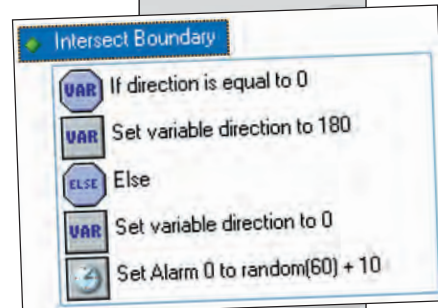 Intersect Boundary
VAR If direction is equal to 0
VAR Set variable direction to 180
ELSE Else
VAR Set variable direction to 0
Set Alarm 0 to random(60) + 10